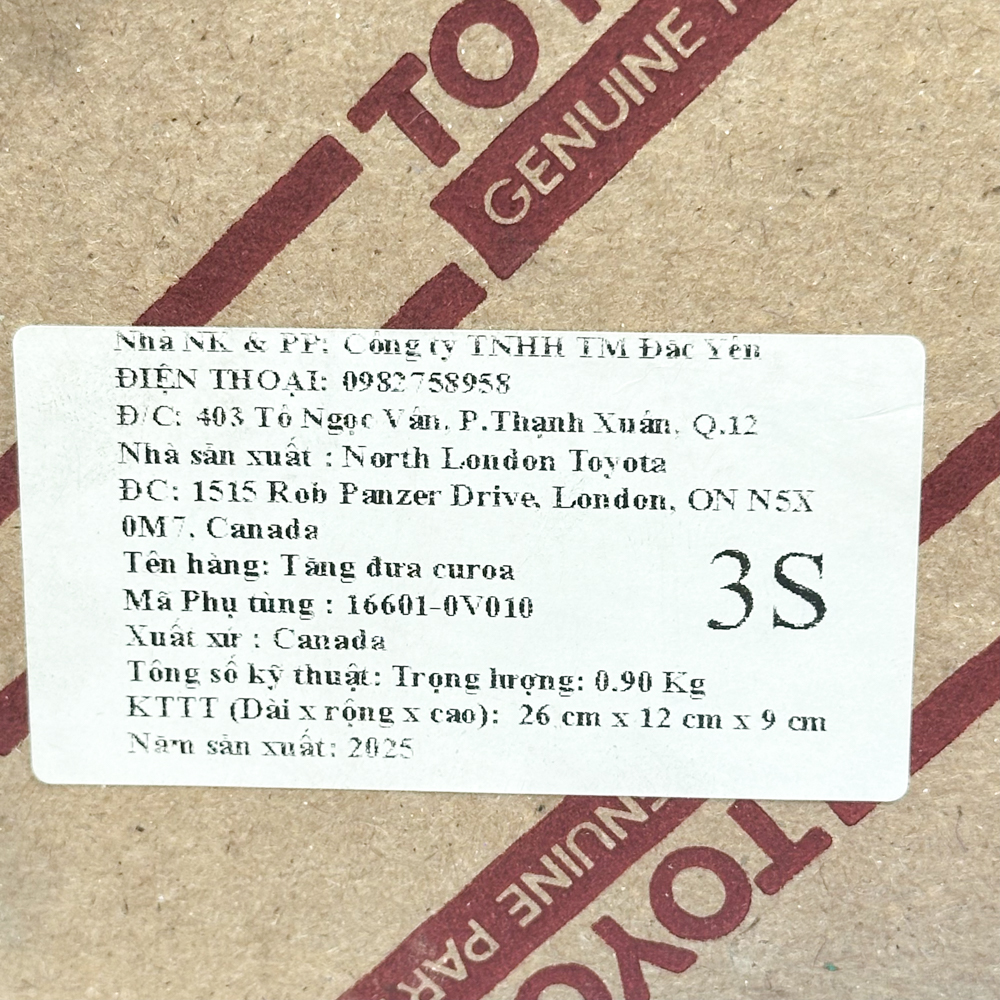 TOYO
GENUINE
Nhà NK & PP: Công ty TNHH TM Đắc Yên
ĐIỆN THOẠI: 0982758958
Đ/C: 403 Tô Ngọc Vân, P.Thạnh Xuân, Q.12
Nhà sản xuất : North London Toyota
ĐC: 1515 Rob Panzer Drive, London, ON N5X
0M7, Canada
Tên hàng: Tăng đưa curoa
Mã Phụ tùng : 16601-0V010
Xuất xứ : Canada
Tông số kỹ thuật: Trọng lượng: 0.90 Kg
KTTT (Dài x rộng x cao): 26 cm x 12 cm x 9 cm
Năm sản xuất: 2025
3S
TOYO
GENUINE PAR